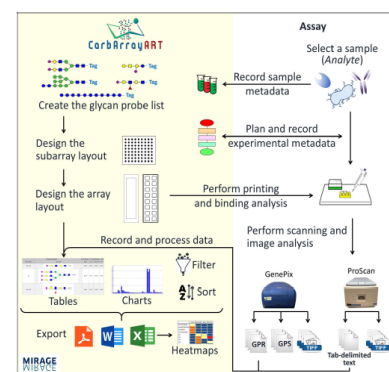 CarbArrayART
Assay
Tag
Tag
Tag
Tag
Tag
Create the glycan probe list
Select a sample
(Analyte)
Record sample
metadata
Plan and record
experimental metadata
Design the
subarray layout
Design the array
layout
Perform printing
and binding analysis
Record and process data
Perform scanning and
image analysis
Filter
A
Z
Sort
Tables
Charts
GenePix
ProScan
Export
W
X
Heatmaps
GPR
GPS
TIFF
Tab-delimited
text
TIFF
MIRAGE